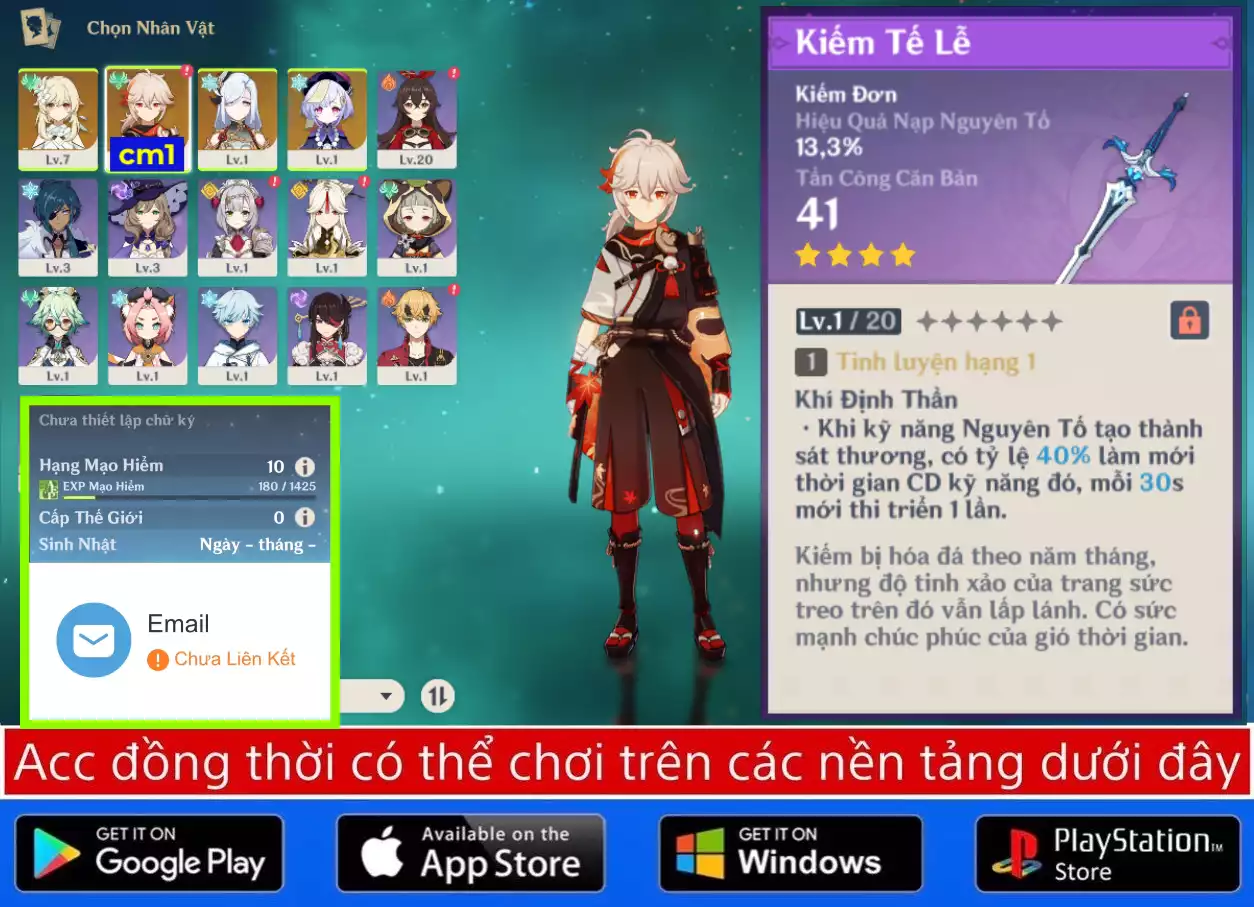 Chọn Nhân Vật
Lv.7
cm1
Lv.1
Lv.1
Lv.20
Lv.3
Lv.3
Lv.1
Lv.1
Lv.1
Lv.1
Lv.1
Lv.1
Lv.1
Lv.1
Chưa thiết lập chữ ký
Hạng Mạo Hiểm 10
EXP Mạo Hiểm 180 / 1425
Cấp Thế Giới 0
Sinh Nhật Ngày - tháng -
Email
Chưa Liên Kết
Kiếm Tế Lễ
Kiếm Đơn
Hiệu Quả Nạp Nguyên Tố
13,3%
Tấn Công Căn Bản
41
Lv.1 / 20
1 Tinh luyện hạng 1
Khí Định Thần
· Khi kỹ năng Nguyên Tố tạo thành
sát thương, có tỷ lệ 40% làm mới
thời gian CD kỹ năng đó, mỗi 30s
mới thi triển 1 lần.
Kiếm bị hóa đá theo năm tháng,
nhưng độ tinh xảo của trang sức
treo trên đó vẫn lấp lánh. Có sức
mạnh chúc phúc của gió thời gian.
Acc đồng thời có thể chơi trên các nền tảng dưới đây
GET IT ON
Google Play
Available on the
App Store
GET IT ON
Windows
PlayStation™
Store